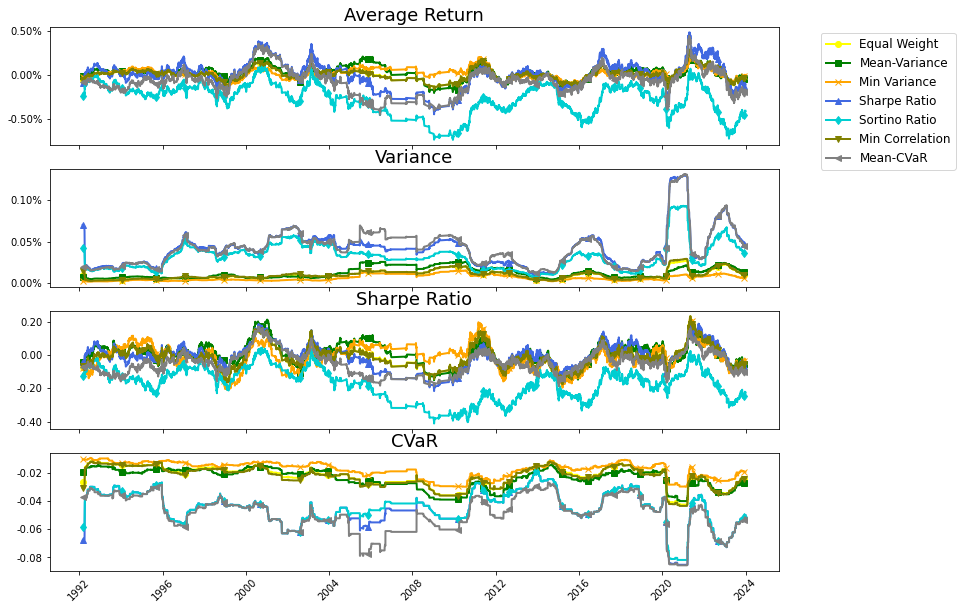 Average Return
0.50%
0.00%
-0.50%
Equal Weight
Mean-Variance
Min Variance
Sharpe Ratio
Sortino Ratio
Min Correlation
Mean-CVaR
Variance
0.10%
0.05%
0.00%
Sharpe Ratio
0.20
0.00
-0.20
-0.40
CVaR
-0.02
-0.04
-0.06
-0.08
1992
1996
2000
2004
2008
2012
2016
2020
2024